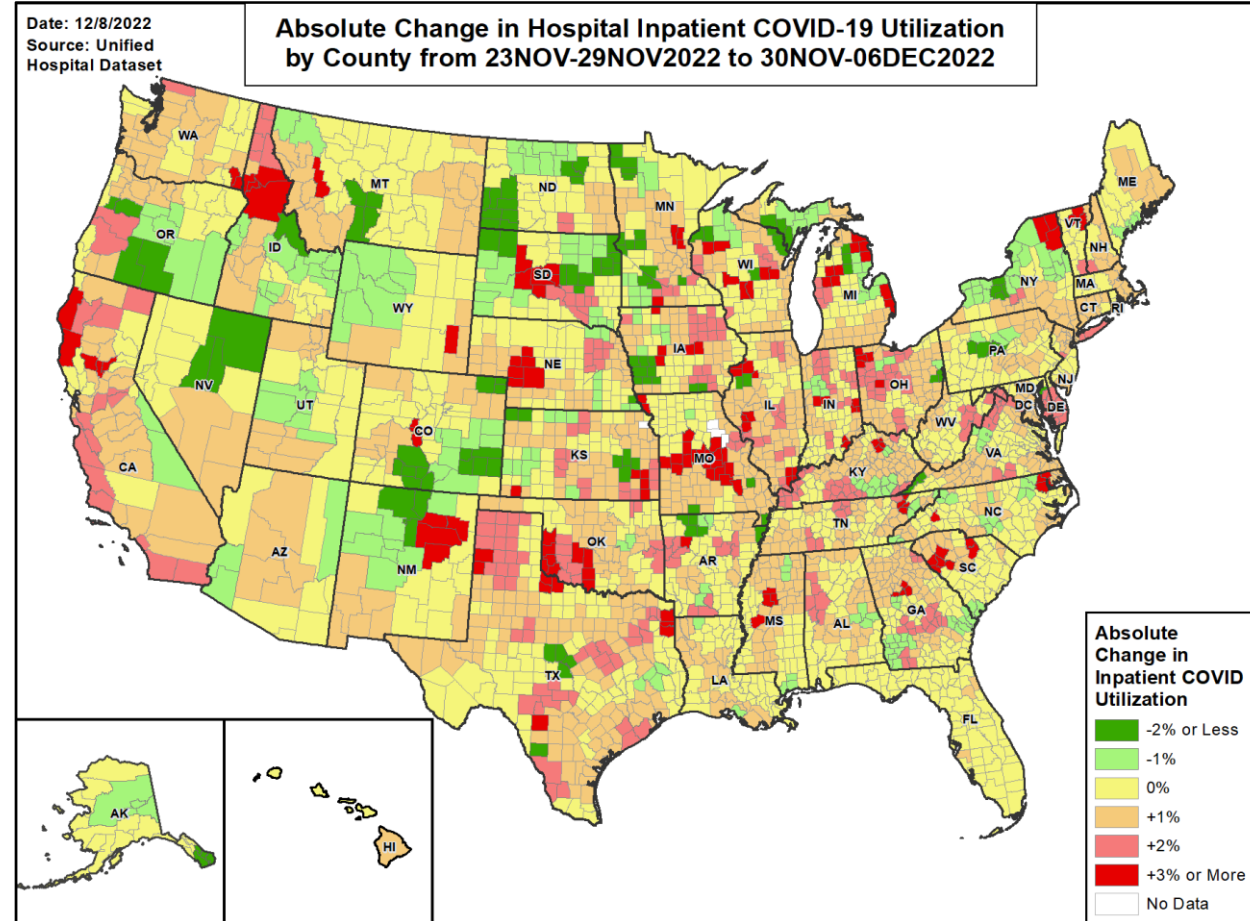 Date: 12/8/2022
Source: Unified
Hospital Dataset
Absolute Change in Hospital Inpatient COVID-19 Utilization
by County from 23NOV-29NOV2022 to 30NOV-06DEC2022
WA
MT
ND
MN
ME
OR
ID
SD
WI
MI
VT
NH
NY
MA
CT
RI
WY
NE
IA
PA
NJ
NV
UT
CO
IL
IN
OH
MD
DC
DE
WV
VA
CA
KS
MO
KY
AZ
NM
OK
AR
TN
NC
SC
TX
LA
MS
AL
GA
FL
AK
HI
Absolute
Change in
Inpatient COVID
Utilization
-2% or Less
-1%
0%
+1%
+2%
+3% or More
No Data